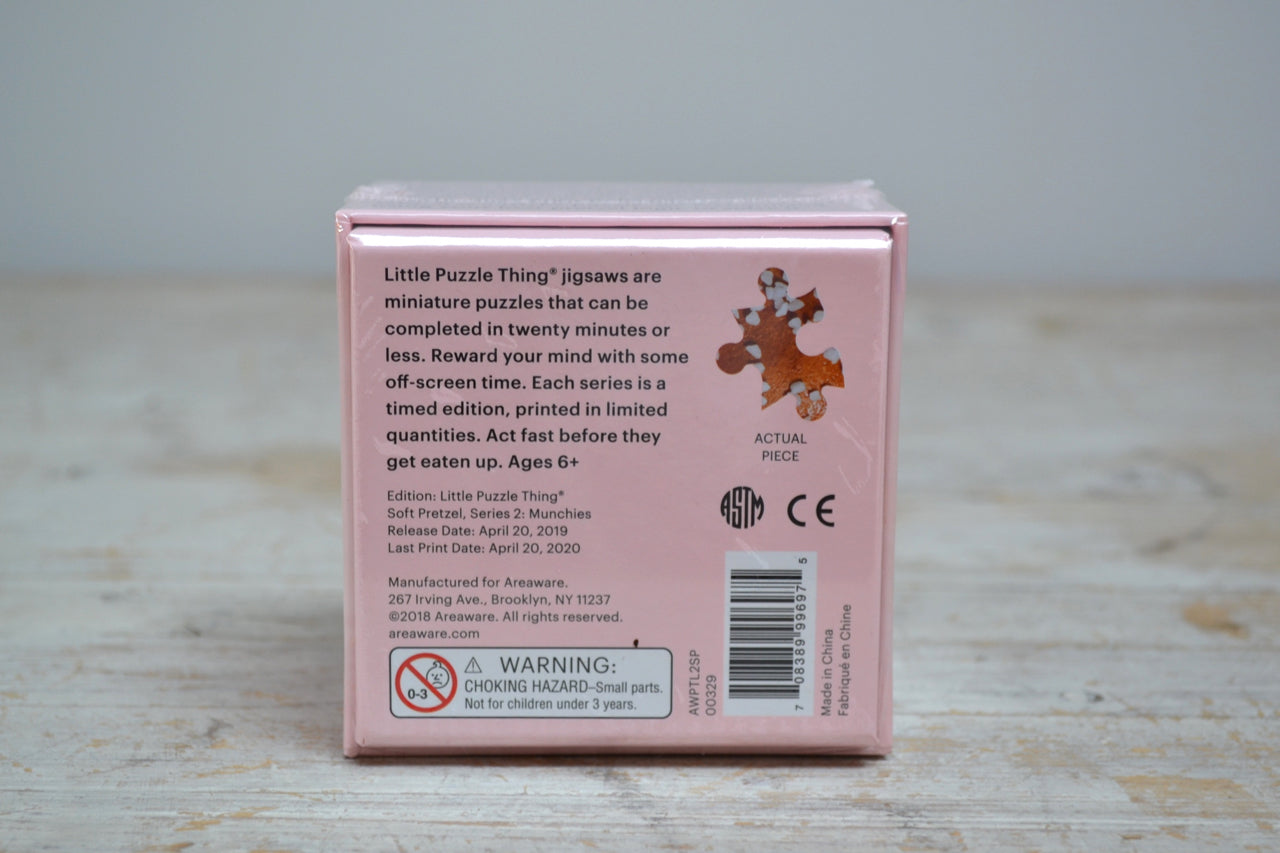 Little Puzzle Thing® jigsaws are
miniature puzzles that can be
completed in twenty minutes or
less. Reward your mind with some
off-screen time. Each series is a
timed edition, printed in limited
quantities. Act fast before they
get eaten up. Ages 6+
ACTUAL
PIECE
ASTM
CE
Edition: Little Puzzle Thing®
Soft Pretzel, Series 2: Munchies
Release Date: April 20, 2019
Last Print Date: April 20, 2020
Manufactured for Areaware.
267 Irving Ave., Brooklyn, NY 11237
©2018 Areaware. All rights reserved.
areaware.com
0-3
⚠ WARNING:
CHOKING HAZARD–Small parts.
Not for children under 3 years.
AWPTL2SP
00329
7 08389 99697 5
Made in China
Fabriqué en Chine